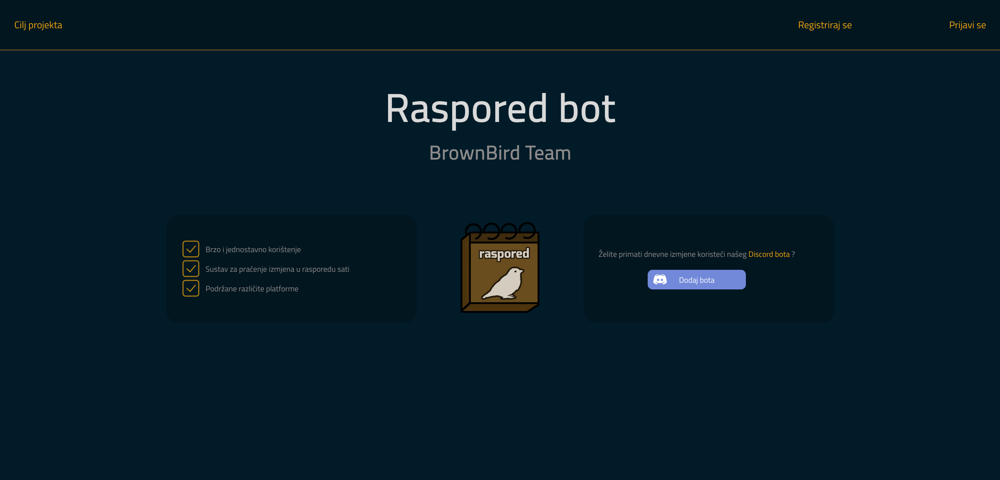 Cilj projekta
Registriraj se
Prijavi se
Raspored bot
BrownBird Team
Brzo i jednostavno korištenje
Sustav za praćenje izmjena u rasporedu sati
Podržane različite platforme
raspored
Želite primati dnevne izmjene koristeći našeg Discord bota ?
Dodaj bota